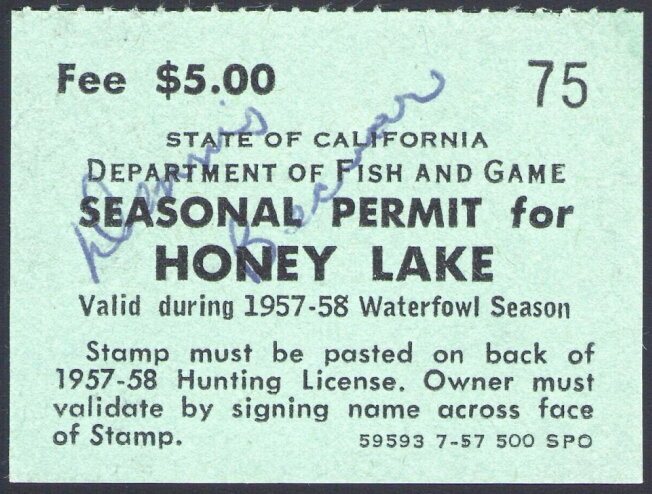 Fee $5.00 75
STATE OF CALIFORNIA
DEPARTMENT OF FISH AND GAME
SEASONAL PERMIT for
HONEY LAKE
Valid during 1957-58 Waterfowl Season
Stamp must be pasted on back of
1957-58 Hunting License. Owner must
validate by signing name across face
of Stamp. 59593 7-57 500 SPO
Dennis